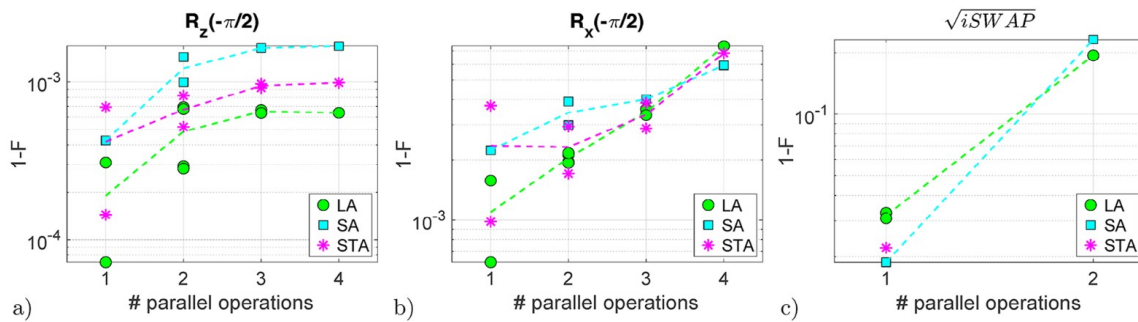 a)
R_z(-π/2)
1-F
10^-3
10^-4
1 2 3 4
# parallel operations
LA
SA
STA
b)
R_x(-π/2)
1-F
10^-3
1 2 3 4
# parallel operations
LA
SA
STA
c)
√iSWAP
1-F
10^-1
1 2
# parallel operations
LA
SA
STA